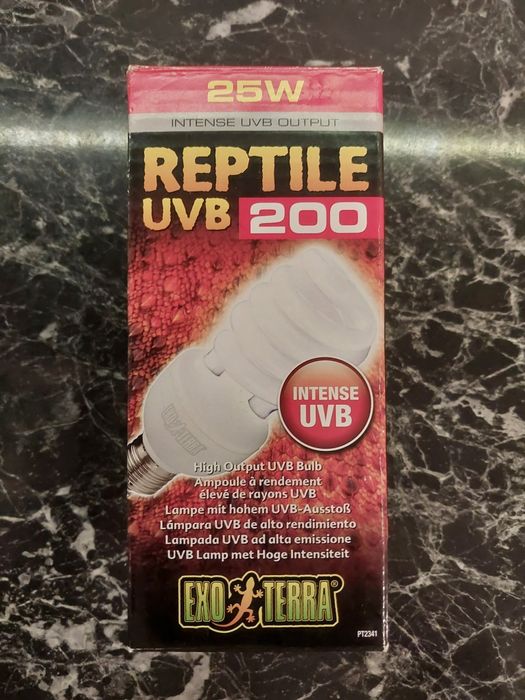 25W
INTENSE UVB OUTPUT
REPTILE
UVB 200
INTENSE
UVB
High Output UVB Bulb
Ampoule à rendement
élevé de rayons UVB
Lampe mit hohem UVB-Ausstoß
Lámpara UVB de alto rendimiento
Lampada UVB ad alta emissione
UVB Lamp met Hoge Intensiteit
EXO TERRA®
PT2341